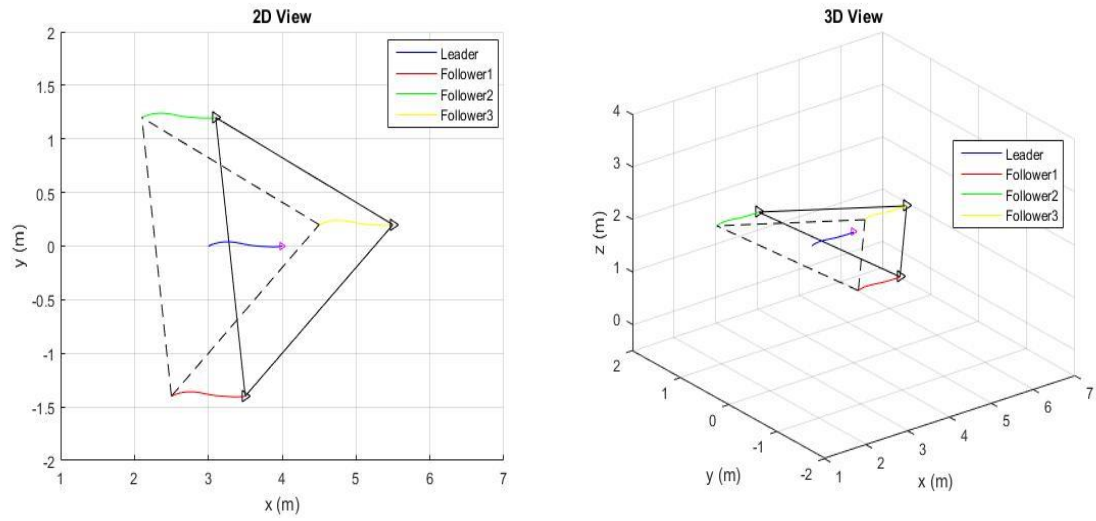 2D View
2
1.5
1
0.5
0
-0.5
-1
-1.5
-2
y (m)
1 2 3 4 5 6 7
x (m)
Leader
Follower1
Follower2
Follower3
3D View
4
3
2
1
0
z (m)
2
1
0
-1
-2
y (m)
1
2
3
4
5
6
7
x (m)
Leader
Follower1
Follower2
Follower3